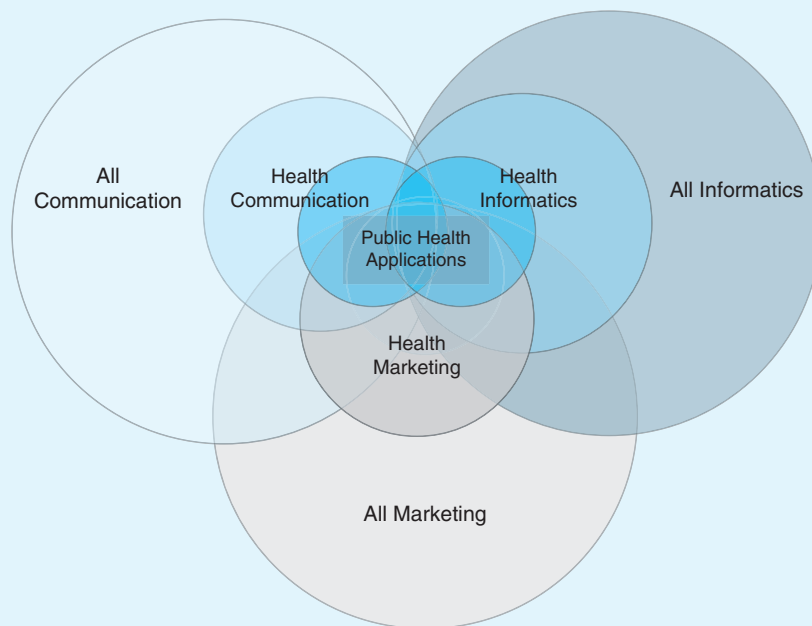 All
Communication
Health
Communication
Health
Informatics
All Informatics
Public Health
Applications
Health
Marketing
All Marketing